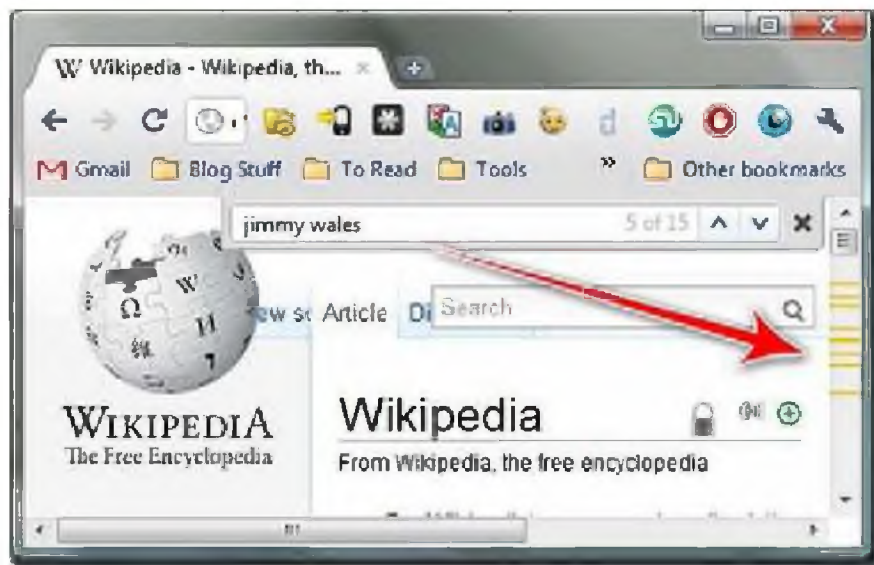 W Wikipedia - Wikipedia, th...
Gmail Blog Stuff To Read Tools » Other bookmarks
jimmy wales 5 of 15
Article Di Search
WIKIPEDIA
The Free Encyclopedia
Wikipedia
From Wikipedia, the free encyclopedia